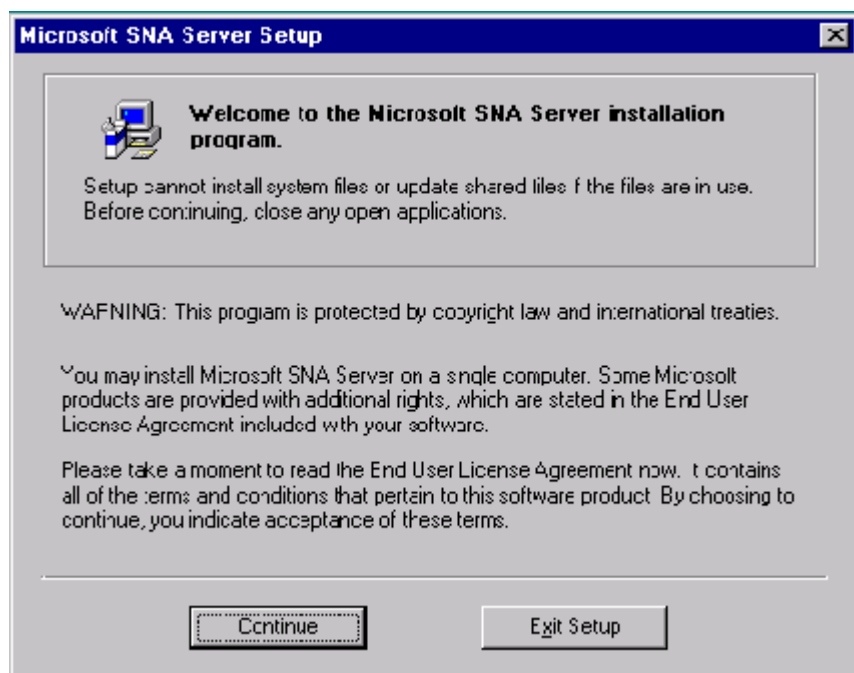 Microsoft SNA Server Setup
Welcome to the Microsoft SNA Server installation
program.
Setup cannot install system files or update shared files if the files are in use.
Before continuing, close any open applications.
WARNING: This program is protected by copyright law and international treaties.
You may install Microsoft SNA Server on a single computer. Some Microsoft
products are provided with additional rights, which are stated in the End User
License Agreement included with your software.
Please take a moment to read the End User License Agreement now. It contains
all of the terms and conditions that pertain to this software product. By choosing to
continue, you indicate acceptance of these terms.
Continue
Exit Setup